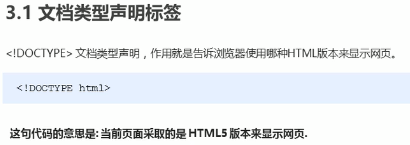 3.1 文档类型声明标签
<!DOCTYPE> 文档类型声明，作用就是告诉浏览器使用哪种HTML版本来显示网页。
<!DOCTYPE html>
这句代码的意思是: 当前页面采取的是 HTML5 版本来显示网页.